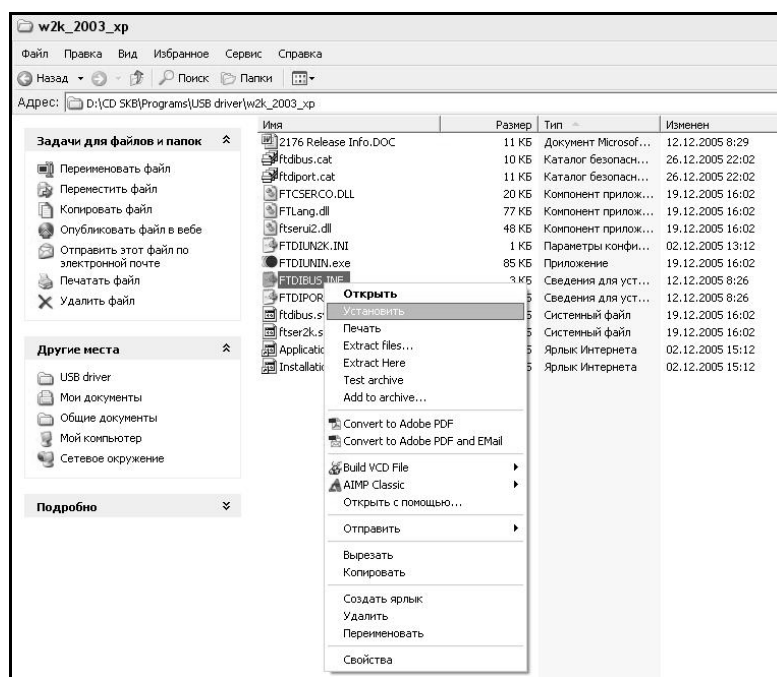 w2k_2003_xp
Файл Правка Вид Избранное Сервис Справка
Назад Поиск Папки
Адрес: D:\CD SKB\Programs\USB driver\w2k_2003_xp
Имя Размер Тип Изменен
Задачи для файлов и папок
Переименовать файл
Переместить файл
Копировать файл
Опубликовать файл в вебе
Отправить этот файл по
электронной почте
Печатать файл
Удалить файл
Другие места
USB driver
Мои документы
Общие документы
Мой компьютер
Сетевое окружение
Подробно
2176 Release Info.DOC 11 КБ Документ Microsof... 12.12.2005 8:29
ftdibus.cat 10 КБ Каталог безопасн... 26.12.2005 22:02
ftdiport.cat 11 КБ Каталог безопасн... 26.12.2005 22:02
FTCSERCO.DLL 20 КБ Компонент прилож... 19.12.2005 16:02
FTLang.dll 77 КБ Компонент прилож... 19.12.2005 16:02
ftserui2.dll 48 КБ Компонент прилож... 19.12.2005 16:02
FTDIUN2K.INI 1 КБ Параметры конфи... 02.12.2005 13:12
FTDIUNIN.exe 85 КБ Приложение 19.12.2005 16:02
FTDIBUS.INF 3 КБ Сведения для уст... 12.12.2005 8:26
FTDIPOR Б Сведения для уст... 12.12.2005 8:26
ftdibus.s Б Системный файл 19.12.2005 16:02
ftser2k.s Б Системный файл 19.12.2005 16:02
Applicatio Б Ярлык Интернета 02.12.2005 15:12
Installatio Б Ярлык Интернета 02.12.2005 15:12
Открыть
Установить
Печать
Extract files...
Extract Here
Test archive
Add to archive...
Convert to Adobe PDF
Convert to Adobe PDF and EMail
Build VCD File
AIMP Classic
Открыть с помощью...
Отправить
Вырезать
Копировать
Создать ярлык
Удалить
Переименовать
Свойства